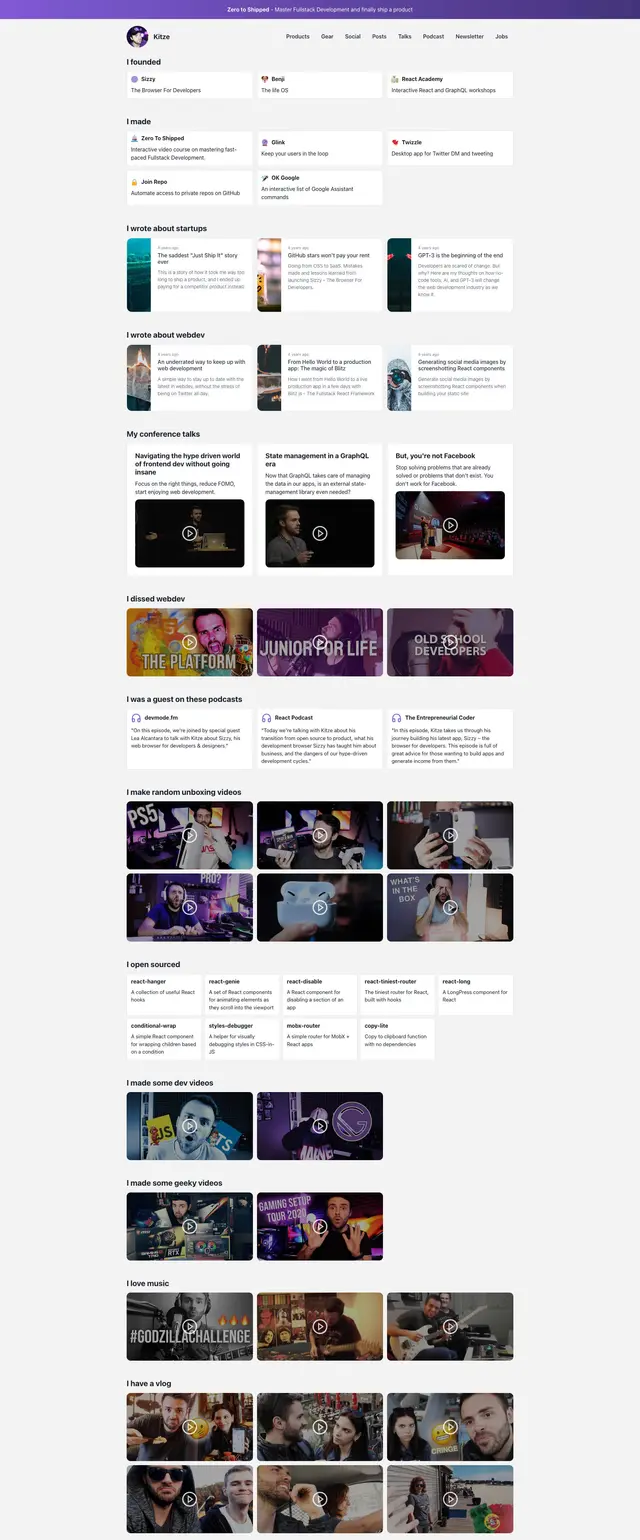 Zero to Shipped - Master Fullstack Development and finally ship a product
Kitze
Products Gear Social Posts Talks Podcast Newsletter Jobs
I founded
Sizzy
The Browser For Developers
Benji
The life OS
React Academy
Interactive React and GraphQL workshops
I made
Zero To Shipped
Interactive video course on mastering fast-
paced Fullstack Development.
Glink
Keep your users in the loop
Twizzle
Desktop app for Twitter DM and tweeting
Join Repo
Automate access to private repos on GitHub
OK Google
An interactive list of Google Assistant
commands
I wrote about startups
The saddest "Just Ship It" story
ever
This is a story of how it took me way too
long to ship a product, and I ended up
paying for a competitor product instead
GitHub stars won't pay your rent
Going from OSS to SaaS. Mistakes
made and lessons learned from
launching Sizzy – The Browser For
Developers.
4 years ago
GPT-3 is the beginning of the end
Developers are scared of change. But
why? Here are my thoughts on how no-
code tools, AI, and GPT-3 will change
the web development industry as we
know it.
I wrote about webdev
An underrated way to keep up with
web development
A simple way to stay up to date with the
latest in webdev, without the stress of
being on Twitter all day.
From Hello World to a production
app: The magic of Blitz
How I went from Hello World to a live
production app in a few days with
Blitz.js - The Fullstack React Framework
Generating social media images by
screenshotting React components
Generate social media images by
screenshotting React components when
building your static site
My conference talks
Navigating the hype driven world
of frontend dev without going
insane
Focus on the right things, reduce FOMO,
start enjoying web development.
State management in a GraphQL
era
Now that GraphQL takes care of managing
the data in our apps, is an external state-
management library even needed?
But, you're not Facebook
Stop solving problems that are already
solved or problems that don't exist. You
don't work for Facebook.
I dissed webdev
THE PLATFORM
JUNIOR FOR LIFE
OLD SCHOOL
DEVELOPERS
I was a guest on these podcasts
devmode.fm
"On this episode, we're joined by special guest
Lea Alcantara to talk with Kitze about Sizzy, his
web browser for developers & designers."
React Podcast
"Today we're talking with Kitze about his
transition from open source to product, what his
development browser Sizzy has taught him about
business, and the dangers of our hype-driven
development cycles."
The Entrepreneurial Coder
"In this episode, Kitze takes us through his
journey building his latest app, Sizzy – the
browser for developers. This episode is full of
great advice for those wanting to build apps and
generate income from them."
I make random unboxing videos
PS5
PRO?
WHAT'S
IN THE
BOX
I open sourced
react-hanger
A collection of useful React
hooks
react-genie
A set of React components
for animating elements as
they scroll into the viewport
react-disable
A React component for
disabling a section of an
app
react-tiniest-router
The tiniest router for React,
built with hooks
react-long
A LongPress component for
React
conditional-wrap
A simple React component
for wrapping children based
on a condition
styles-debugger
A helper for visually
debugging styles in CSS-in-
JS
mobx-router
A simple router for MobX +
React apps
copy-lite
Copy to clipboard function
with no dependencies
I made some dev videos
JS
TS
MARVEL
I made some geeky videos
RTX
GAMING SETUP
TOUR 2020
I love music
#GODZILLACHALLENGE
I have a vlog
CRINGE